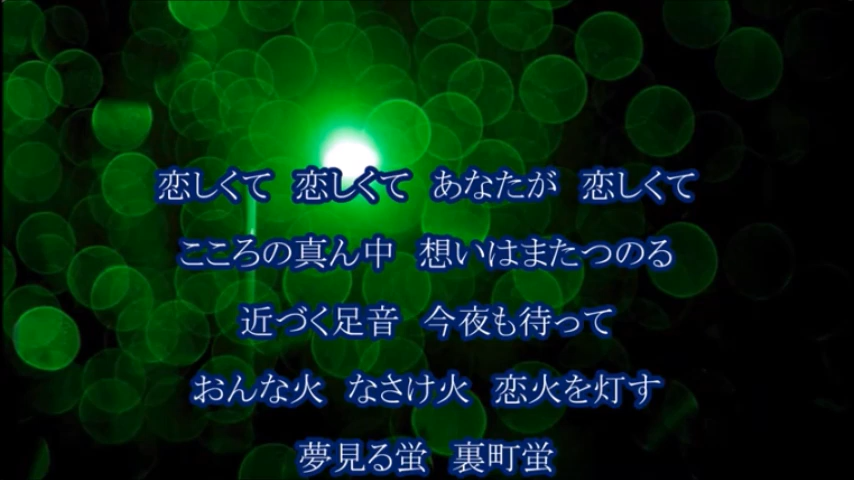 恋しくて　恋しくて　あなたが　恋しくて
こころの真ん中　想いはまたつのる
近づく足音　今夜も待って
おんな火　なさけ火　恋火を灯す
夢見る蛍　裏町蛍